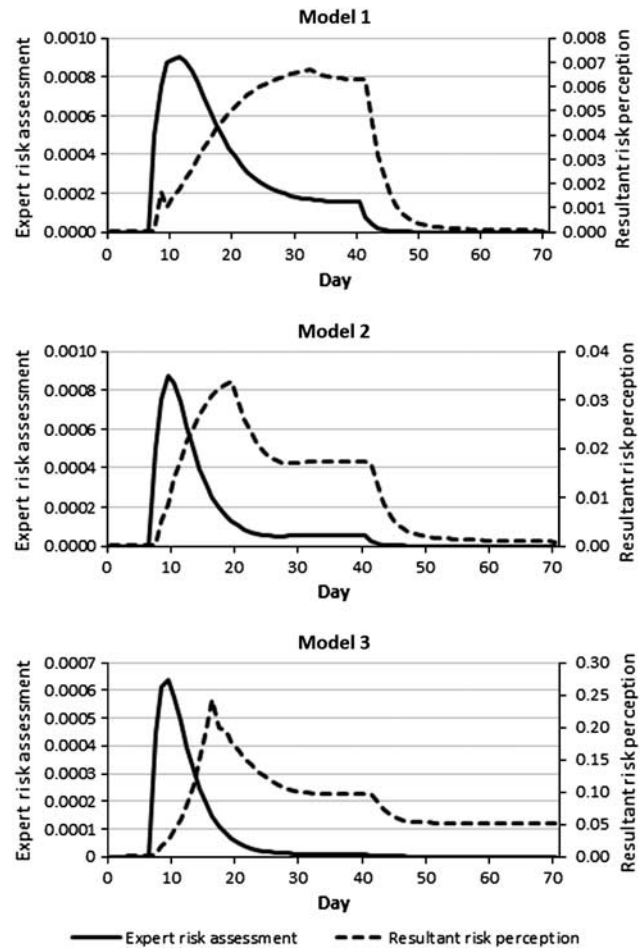 Model 1
Expert risk assessment
0.0010
0.0008
0.0006
0.0004
0.0002
0.0000
0.008
0.007
0.006
0.005
0.004
0.003
0.002
0.001
0.000
Resultant risk perception
0 10 20 30 40 50 60 70
Day
Model 2
Expert risk assessment
0.0010
0.0008
0.0006
0.0004
0.0002
0.0000
0.04
0.03
0.02
0.01
0.00
Resultant risk perception
0 10 20 30 40 50 60 70
Day
Model 3
Expert risk assessment
0.0007
0.0006
0.0005
0.0004
0.0003
0.0002
0.0001
0
0.30
0.25
0.20
0.15
0.10
0.05
0.00
Resultant risk perception
0 10 20 30 40 50 60 70
Day
Expert risk assessment Resultant risk perception